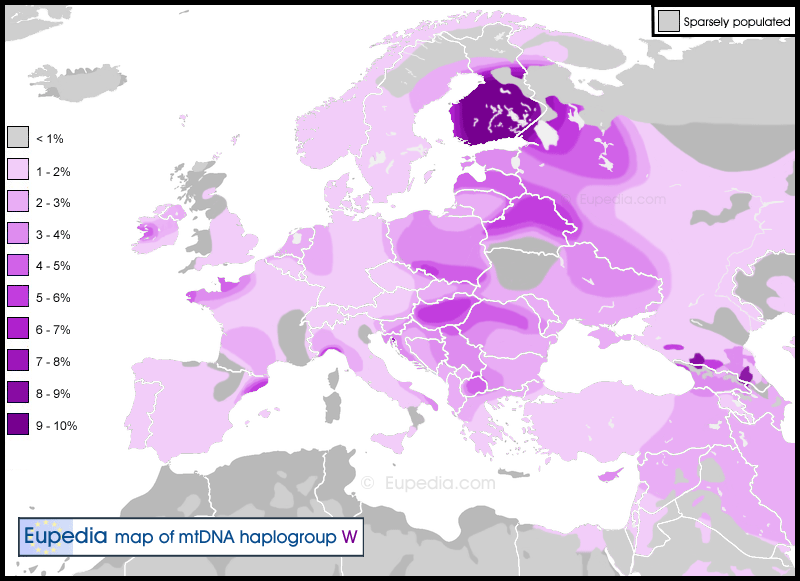 Sparsely populated
< 1%
1 - 2%
2 - 3%
3 - 4%
4 - 5%
5 - 6%
6 - 7%
7 - 8%
8 - 9%
9 - 10%
Eupedia.com
© Eupedia.com
Eupedia map of mtDNA haplogroup W